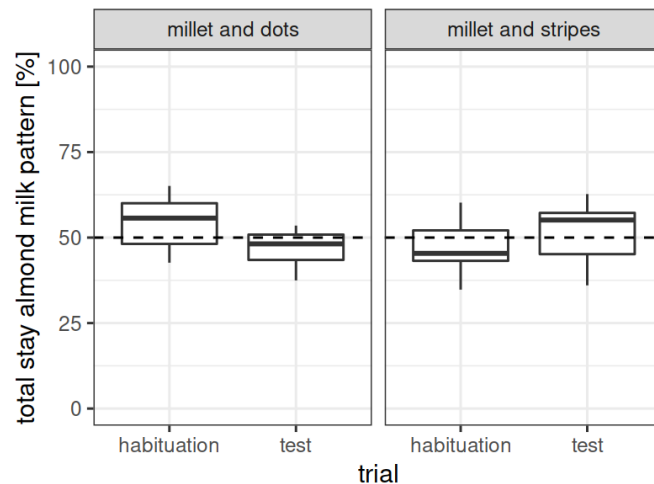 millet and dots
millet and stripes
total stay almond milk pattern [%]
100
75
50
25
0
habituation
test
habituation
test
trial